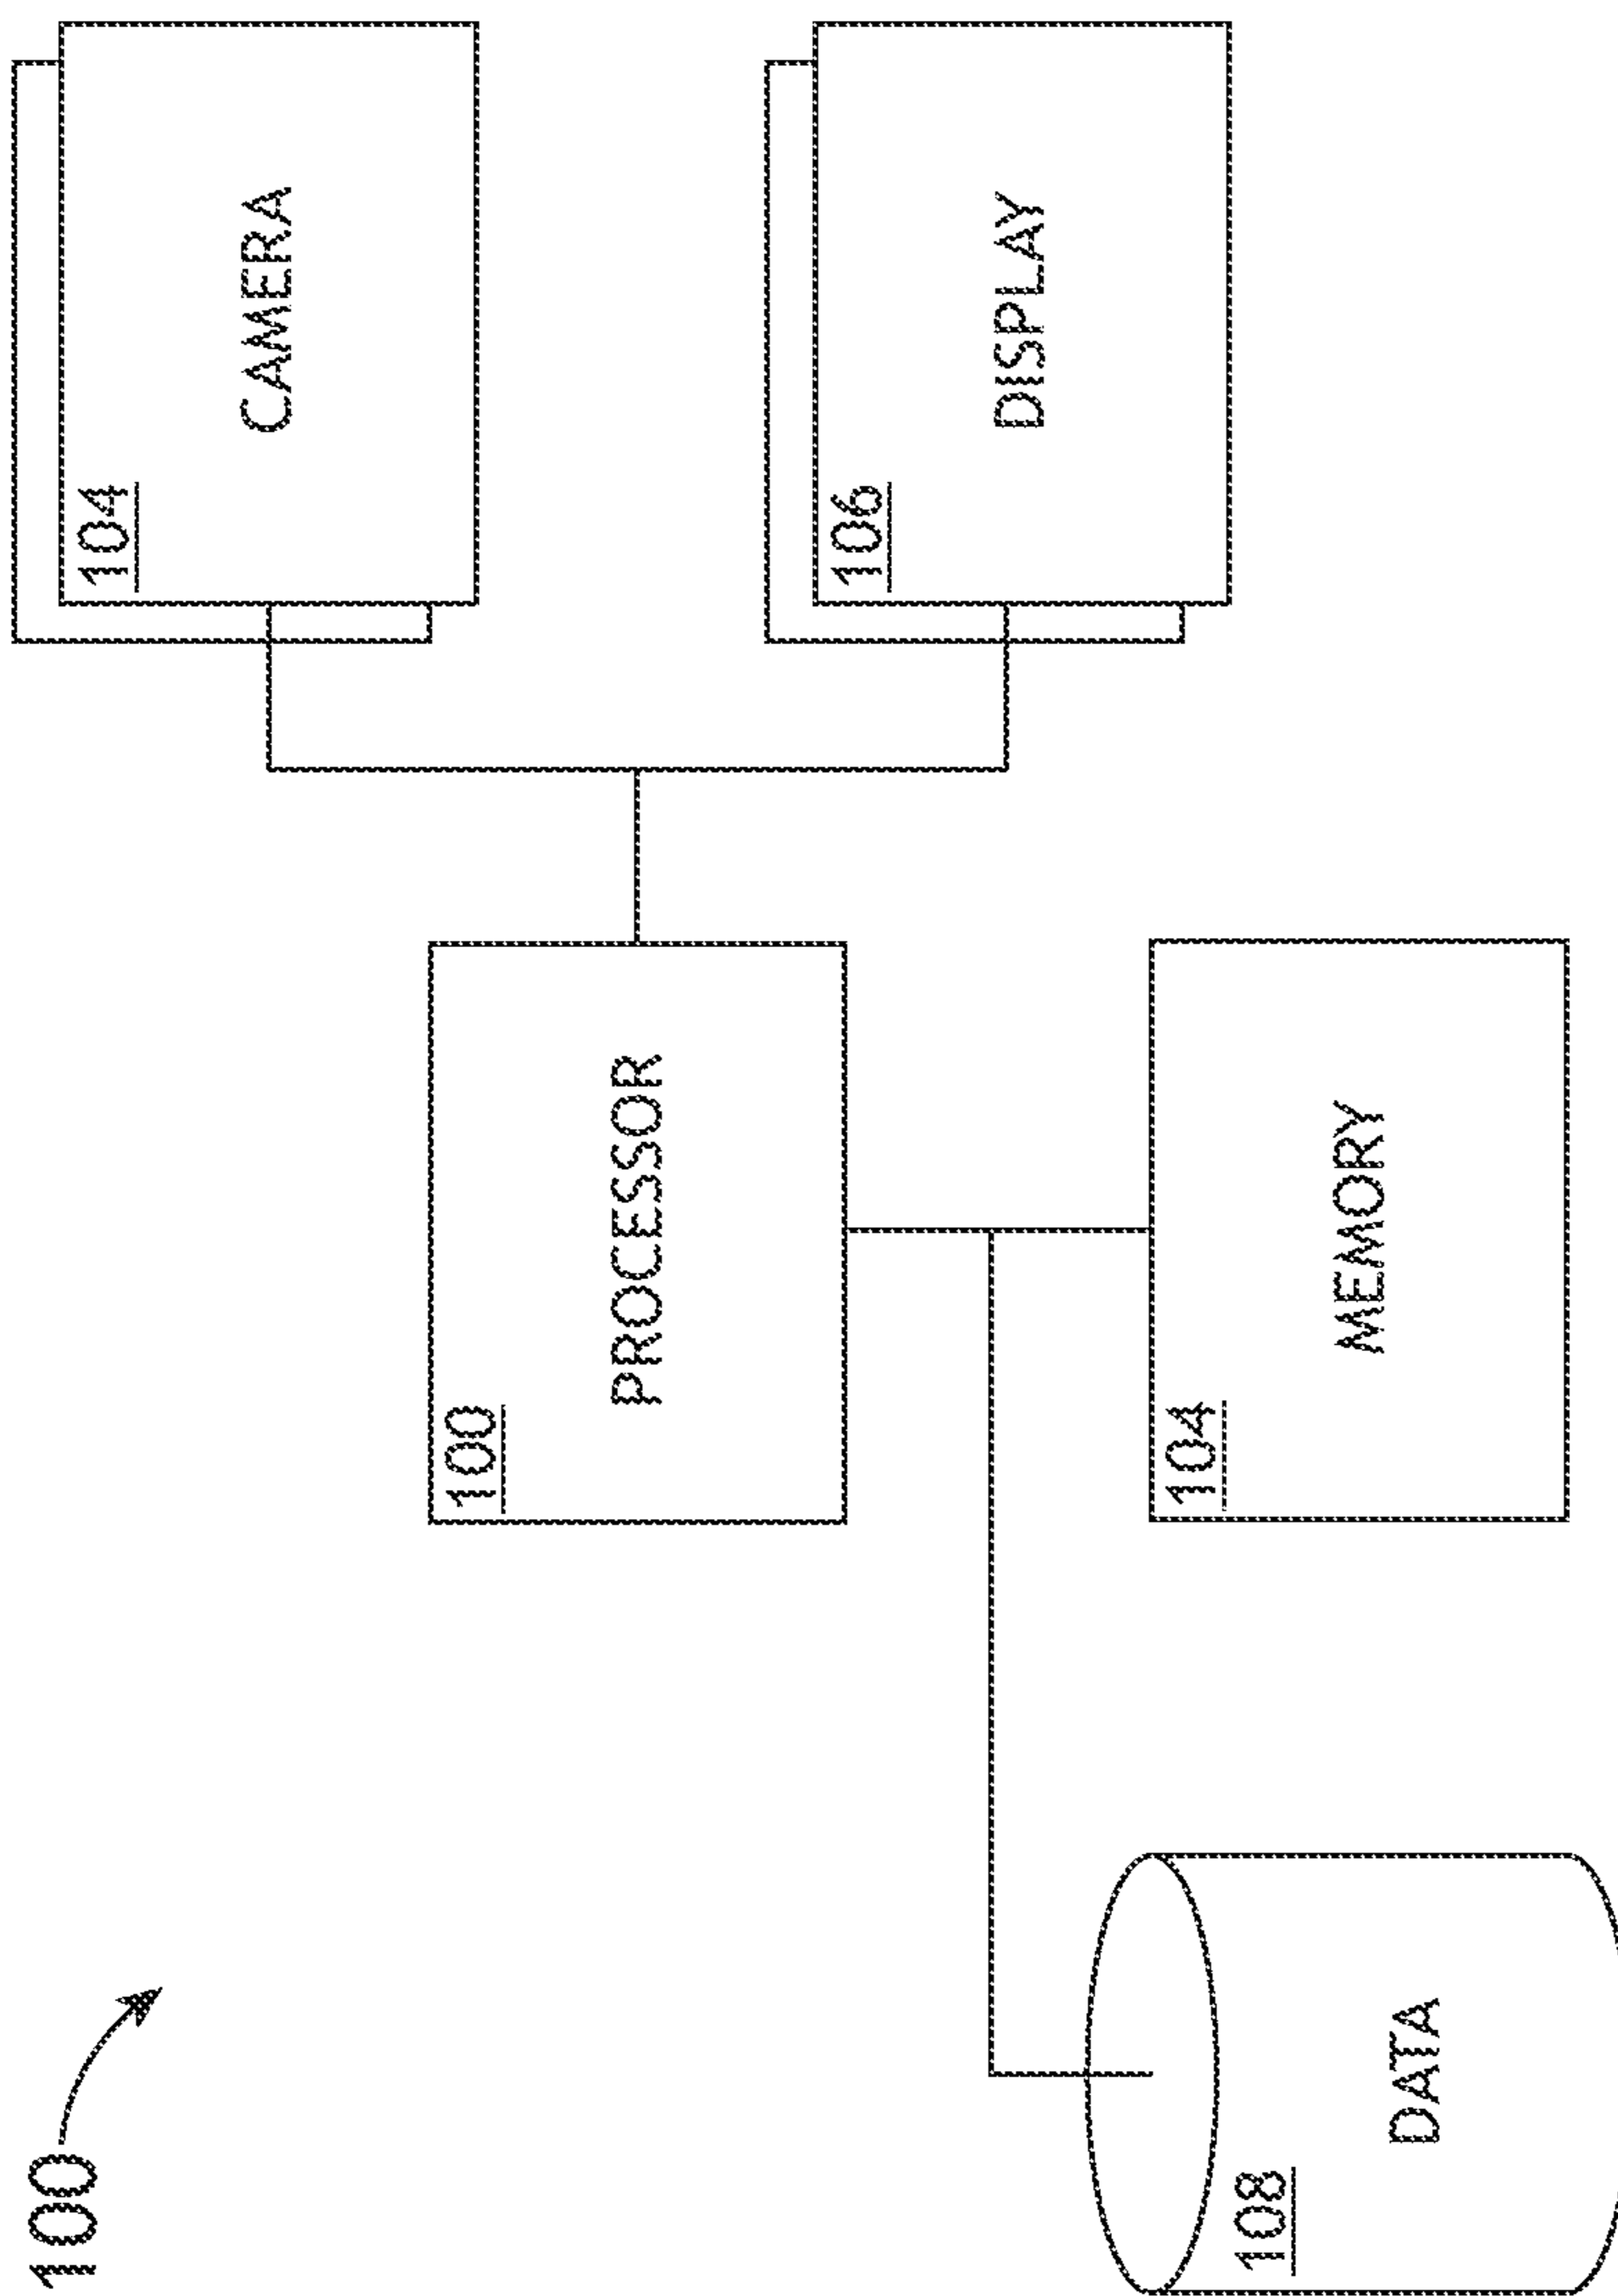 100
104
CAMERA
100
PROCESSOR
106
DISPLAY
108
DATA
104
MEMORY